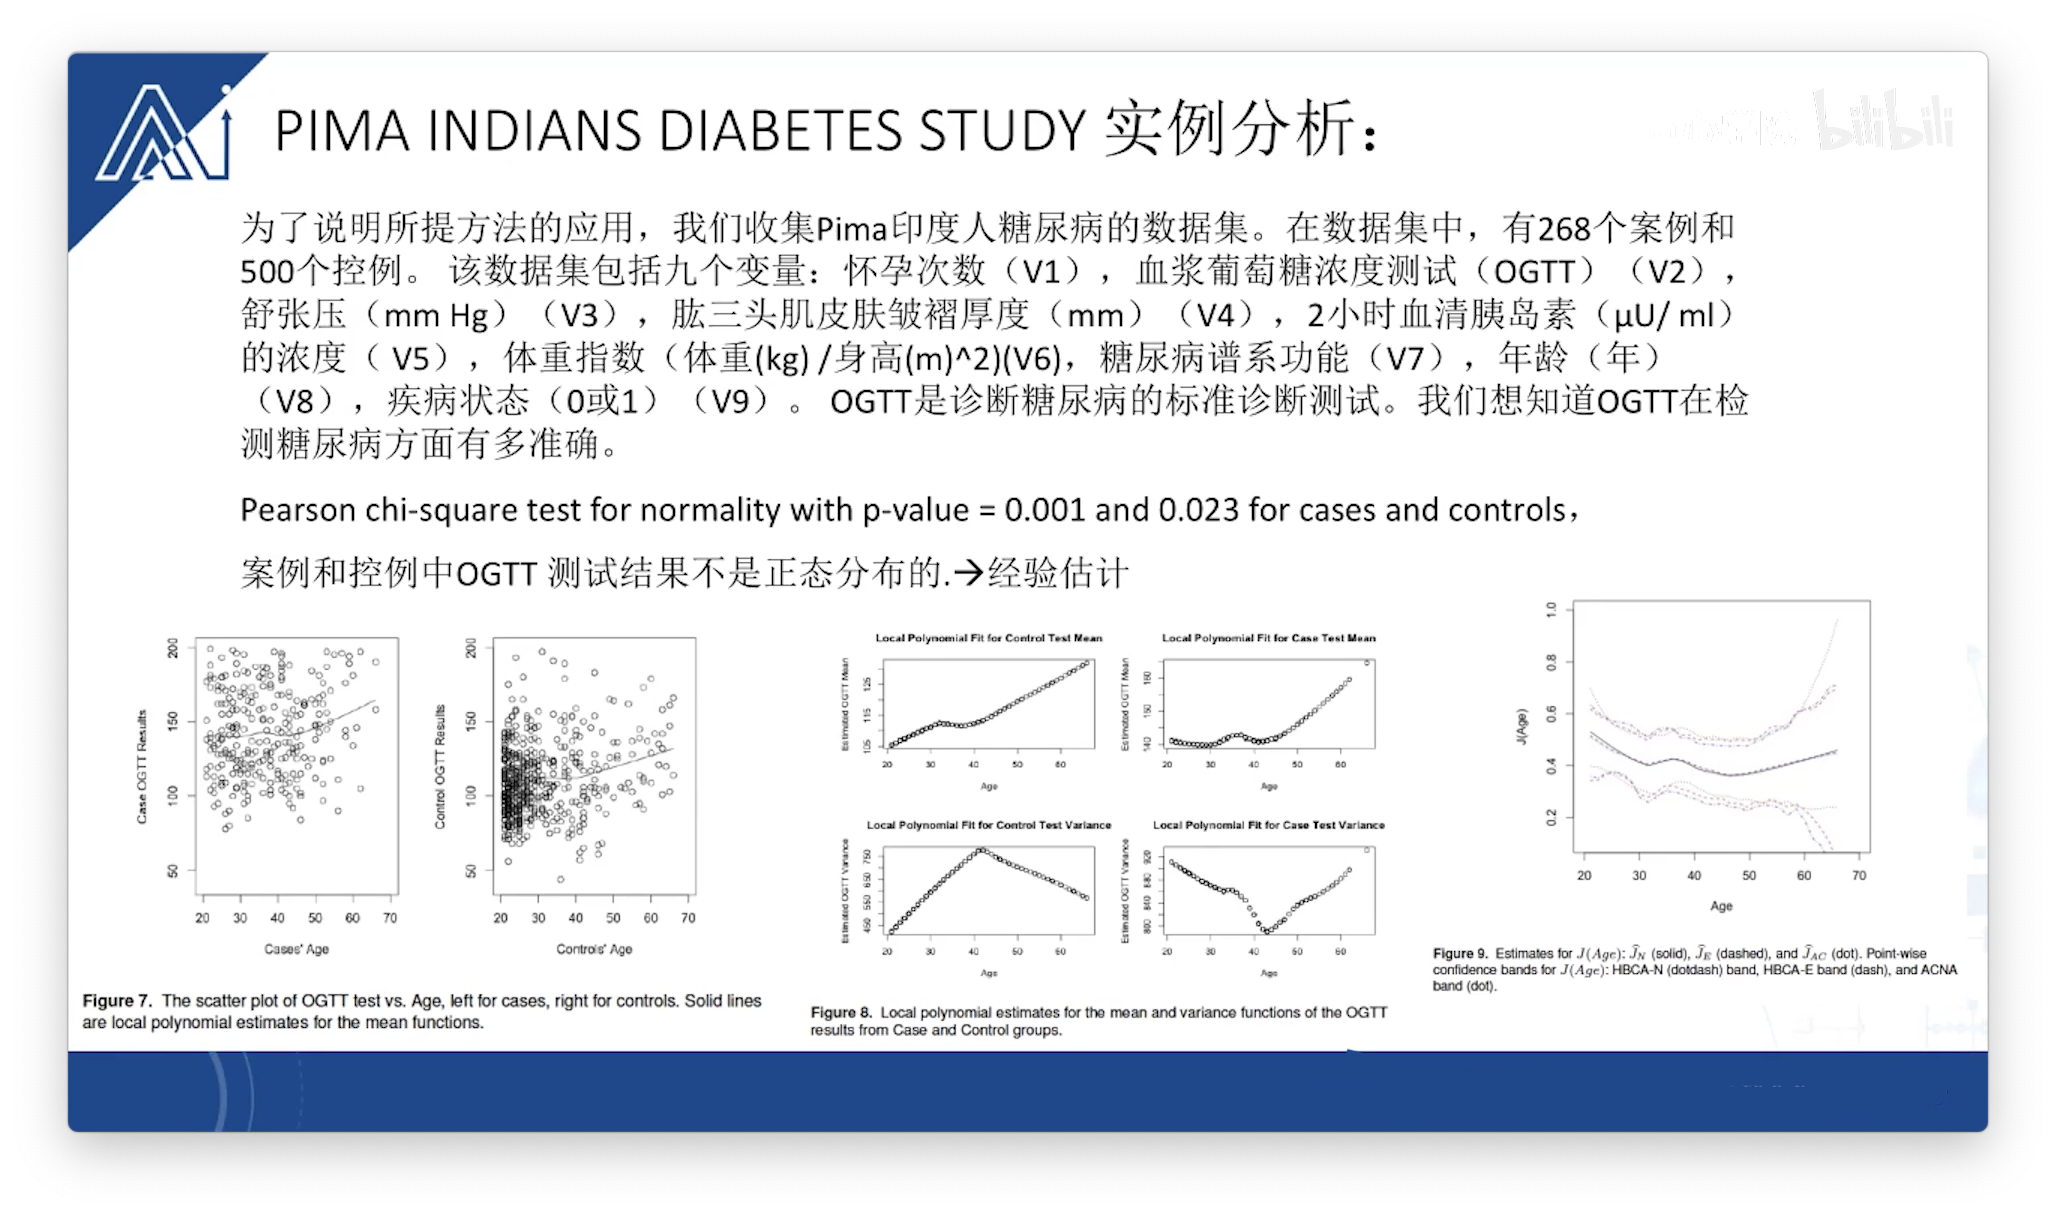 PIMA INDIANS DIABETES STUDY 实例分析：
bilibili
为了说明所提方法的应用，我们收集Pima印度人糖尿病的数据集。在数据集中，有268个案例和
500个控例。 该数据集包括九个变量：怀孕次数（V1），血浆葡萄糖浓度测试（OGTT）（V2），
舒张压（mm Hg）（V3），肱三头肌皮肤皱褶厚度（mm）（V4），2小时血清胰岛素（μU/ ml）
的浓度（ V5），体重指数（体重(kg) /身高(m)^2)(V6)，糖尿病谱系功能（V7），年龄（年）
（V8），疾病状态（0或1）（V9）。 OGTT是诊断糖尿病的标准诊断测试。我们想知道OGTT在检
测糖尿病方面有多准确。
Pearson chi-square test for normality with p-value = 0.001 and 0.023 for cases and controls，
案例和控例中OGTT 测试结果不是正态分布的.→经验估计
Case OGTT Results
200
150
100
50
20 30 40 50 60 70
Cases' Age
Control OGTT Results
200
150
100
50
20 30 40 50 60 70
Controls' Age
Figure 7. The scatter plot of OGTT test vs. Age, left for cases, right for controls. Solid lines
are local polynomial estimates for the mean functions.
Local Polynomial Fit for Control Test Mean
Estimated OGTT Mean
125
115
105
20 30 40 50 60
Age
Local Polynomial Fit for Case Test Mean
Estimated OGTT Mean
160
150
140
20 30 40 50 60
Age
Local Polynomial Fit for Control Test Variance
Estimated OGTT Variance
750
650
550
450
20 30 40 50 60
Age
Local Polynomial Fit for Case Test Variance
Estimated OGTT Variance
920
880
840
800
20 30 40 50 60
Age
Figure 8. Local polynomial estimates for the mean and variance functions of the OGTT
results from Case and Control groups.
J(Age)
1.0
0.8
0.6
0.4
0.2
20 30 40 50 60 70
Age
Figure 9. Estimates for J(Age): Ĵ_N (solid), Ĵ_E (dashed), and Ĵ_AC (dot). Point-wise
confidence bands for J(Age): HBCA-N (dotdash) band, HBCA-E band (dash), and ACNA
band (dot).